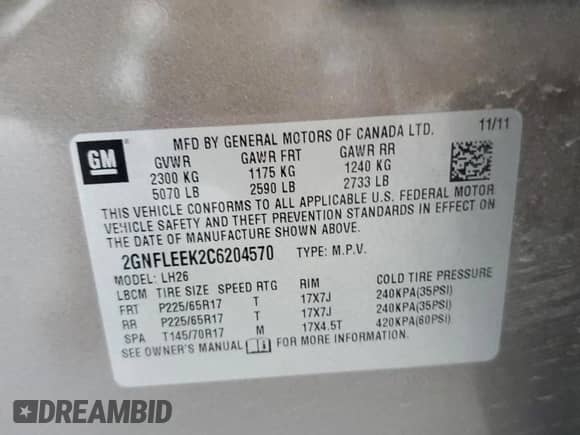 MFD BY GENERAL MOTORS OF CANADA LTD. 11/11
GM
GVWR GAWR FRT GAWR RR
2300 KG 1175 KG 1240 KG
5070 LB 2590 LB 2733 LB
THIS VEHICLE CONFORMS TO ALL APPLICABLE U.S. FEDERAL MOTOR
VEHICLE SAFETY AND THEFT PREVENTION STANDARDS IN EFFECT ON
THE DATE OF MANUFACTURE SHOWN ABOVE.
2GNFLEEK2C6204570 TYPE: M.P.V.
MODEL: LH26
LBCM TIRE SIZE SPEED RTG RIM COLD TIRE PRESSURE
FRT P225/65R17 T 17X7J 240KPA(35PSI)
RR P225/65R17 T 17X7J 240KPA(35PSI)
SPA T145/70R17 M 17X4.5T 420KPA(60PSI)
SEE OWNER'S MANUAL FOR MORE INFORMATION.
DREAMBID